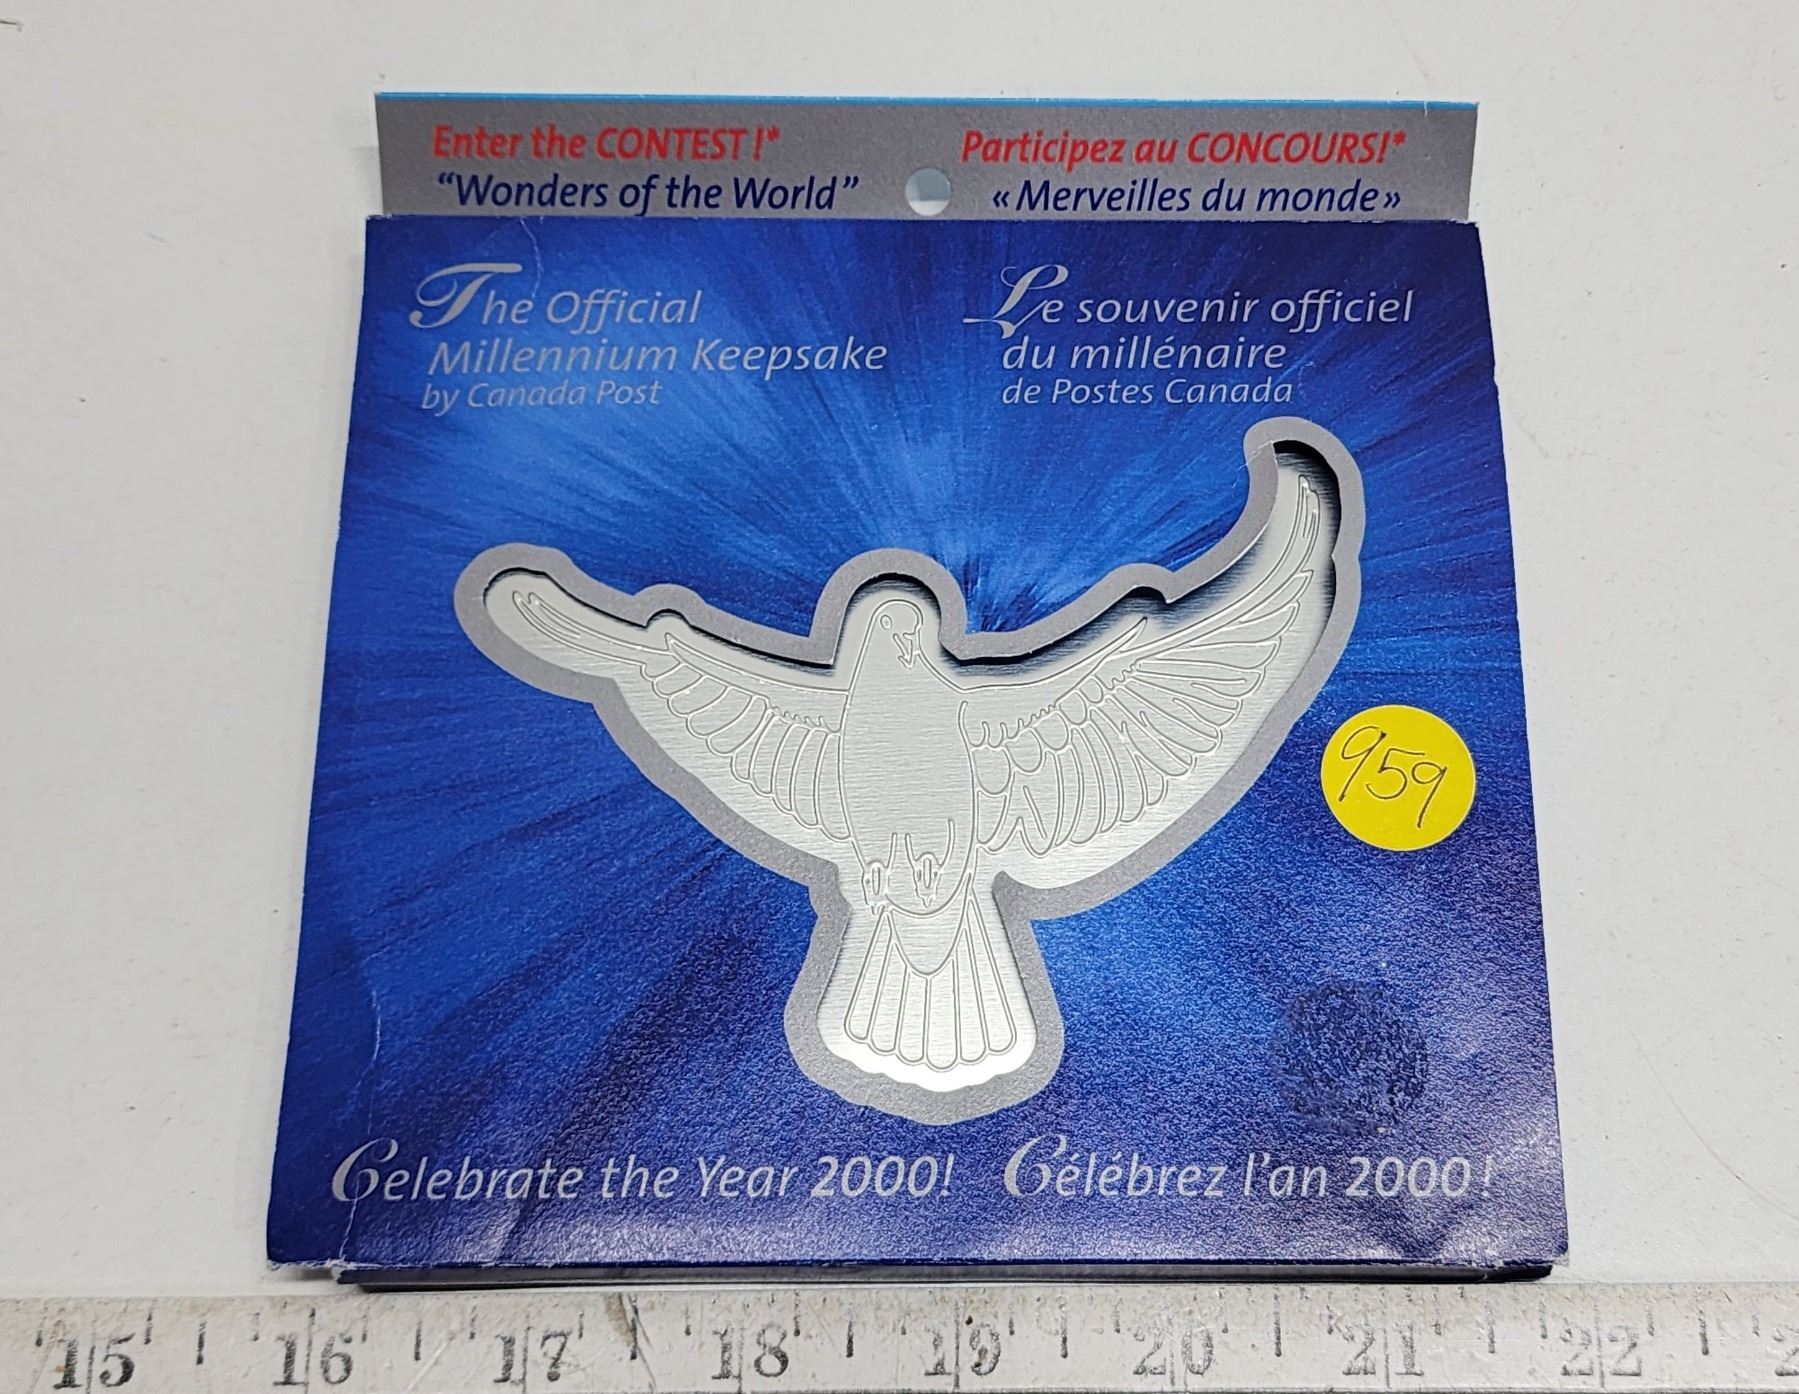 Enter the CONTEST!*
“Wonders of the World”
Participez au CONCOURS!*
«Merveilles du monde»
The Official
Millennium Keepsake
by Canada Post
Le souvenir officiel
du millénaire
de Postes Canada
959
Celebrate the Year 2000!
Célébrez l’an 2000!
15 16 17 18 19 20 21 22